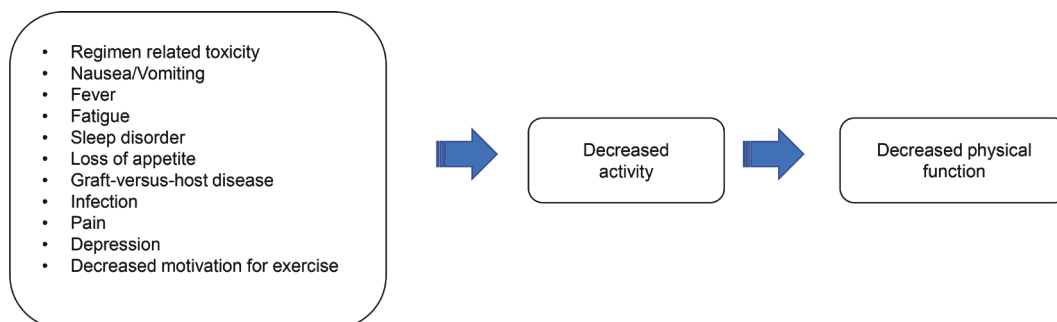 • Regimen related toxicity
• Nausea/Vomiting
• Fever
• Fatigue
• Sleep disorder
• Loss of appetite
• Graft-versus-host disease
• Infection
• Pain
• Depression
• Decreased motivation for exercise
Decreased
activity
Decreased physical
function